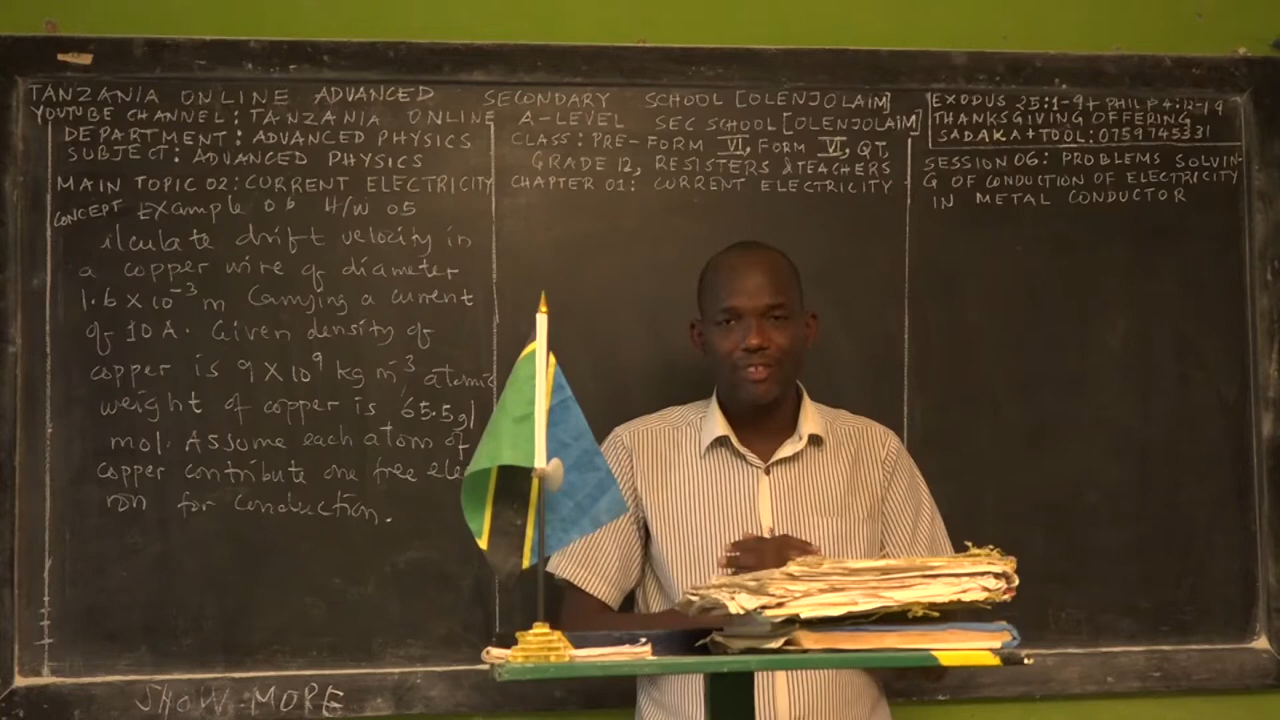 TANZANIA ONLINE ADVANCED SECONDARY SCHOOL [OLENJOLAIM]
YOUTUBE CHANNEL: TANZANIA ONLINE A-LEVEL SEC SCHOOL [OLENJOLAIM]
DEPARTMENT: ADVANCED PHYSICS
SUBJECT: ADVANCED PHYSICS
MAIN TOPIC 02: CURRENT ELECTRICITY
CONCEPT Example 06 H/W 05
ilculate drift velocity in
a copper wire of diameter
1.6 X 10⁻³ m Carrying a current
of 10 A. Given density of
copper is 9 X 10⁹ kg m⁻³, atomic
weight of copper is 65.5g/
mol. Assume each atom of
copper contribute one free elec
ron for conduction.
CLASS: PRE-FORM VI, FORM VI, QT,
GRADE 12, RESISTERS & TEACHERS
CHAPTER 01: CURRENT ELECTRICITY
EXODUS 25:1-9 + PHILP 4:12-19
THANKSGIVING OFFERING
SADAKA + TOOL: 0759745331
SESSION 06: PROBLEMS SOLVIN-
G OF CONDUCTION OF ELECTRICITY
IN METAL CONDUCTOR
SHOW MORE